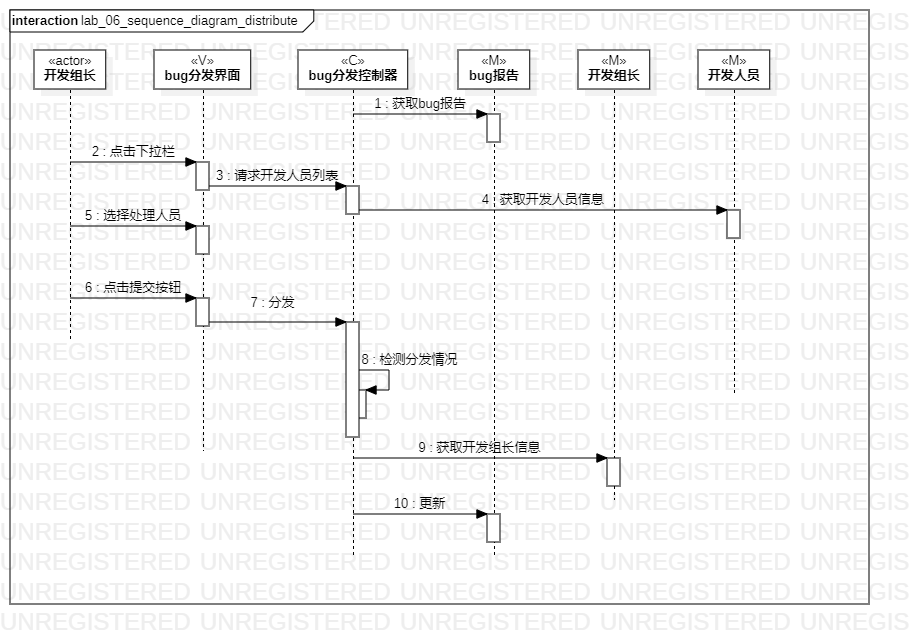 interaction lab_06_sequence_diagram_distribute
«actor»
开发组长
«V»
bug分发界面
«C»
bug分发控制器
«M»
bug报告
«M»
开发组长
«M»
开发人员
1 : 获取bug报告
2 : 点击下拉栏
3 : 请求开发人员列表
4 : 获取开发人员信息
5 : 选择处理人员
6 : 点击提交按钮
7 : 分发
8 : 检测分发情况
9 : 获取开发组长信息
10 : 更新
UNREGISTERED